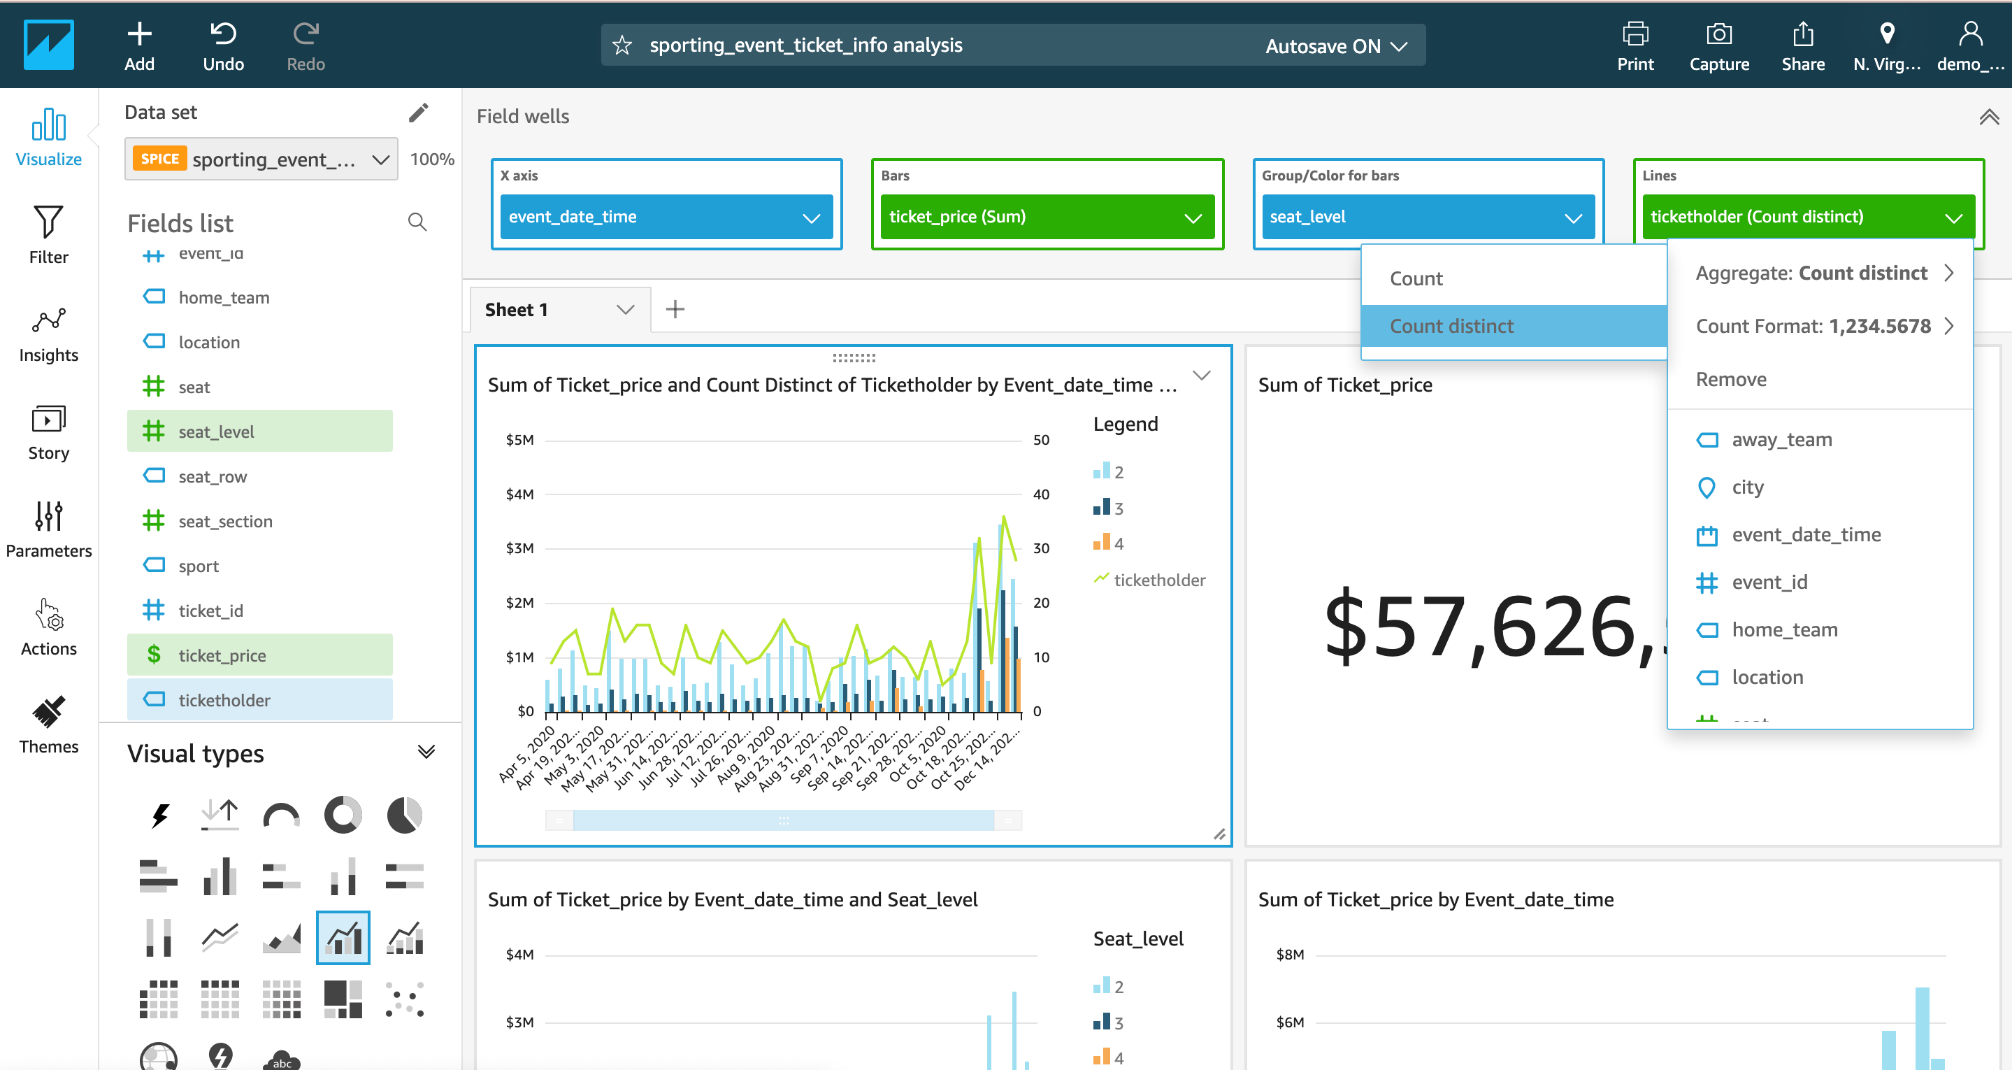 Add
Undo
Redo
sporting_event_ticket_info analysis
Autosave ON
Print
Capture
Share
N. Virg...
demo_...
Visualize
Filter
Insights
Story
Parameters
Actions
Themes
Data set
SPICE sporting_event_... 100%
Fields list
event_id
home_team
location
seat
seat_level
seat_row
seat_section
sport
ticket_id
ticket_price
ticketholder
Visual types
abc
Field wells
X axis
event_date_time
Bars
ticket_price (Sum)
Group/Color for bars
seat_level
Lines
ticketholder (Count distinct)
Count
Count distinct
Aggregate: Count distinct
Count Format: 1,234.5678
Remove
away_team
city
event_date_time
event_id
home_team
location
Sheet 1
Sum of Ticket_price and Count Distinct of Ticketholder by Event_date_time ...
Legend
2
3
4
ticketholder
$5M
$4M
$3M
$2M
$1M
$0
50
40
30
20
10
0
Apr 5, 2020
Apr 19, 202...
May 3, 2020
May 17, 202...
May 31, 202...
Jun 14, 202...
Jun 28, 202...
Jul 12, 202...
Jul 26, 202...
Aug 9, 2020
Aug 23, 202...
Aug 31, 202...
Sep 7, 2020
Sep 14, 202...
Sep 21, 202...
Sep 28, 202...
Oct 5, 2020
Oct 18, 202...
Oct 25, 202...
Dec 14, 202...
Sum of Ticket_price
$57,626,
Sum of Ticket_price by Event_date_time and Seat_level
Seat_level
2
3
4
$4M
$3M
Sum of Ticket_price by Event_date_time
$8M
$6M